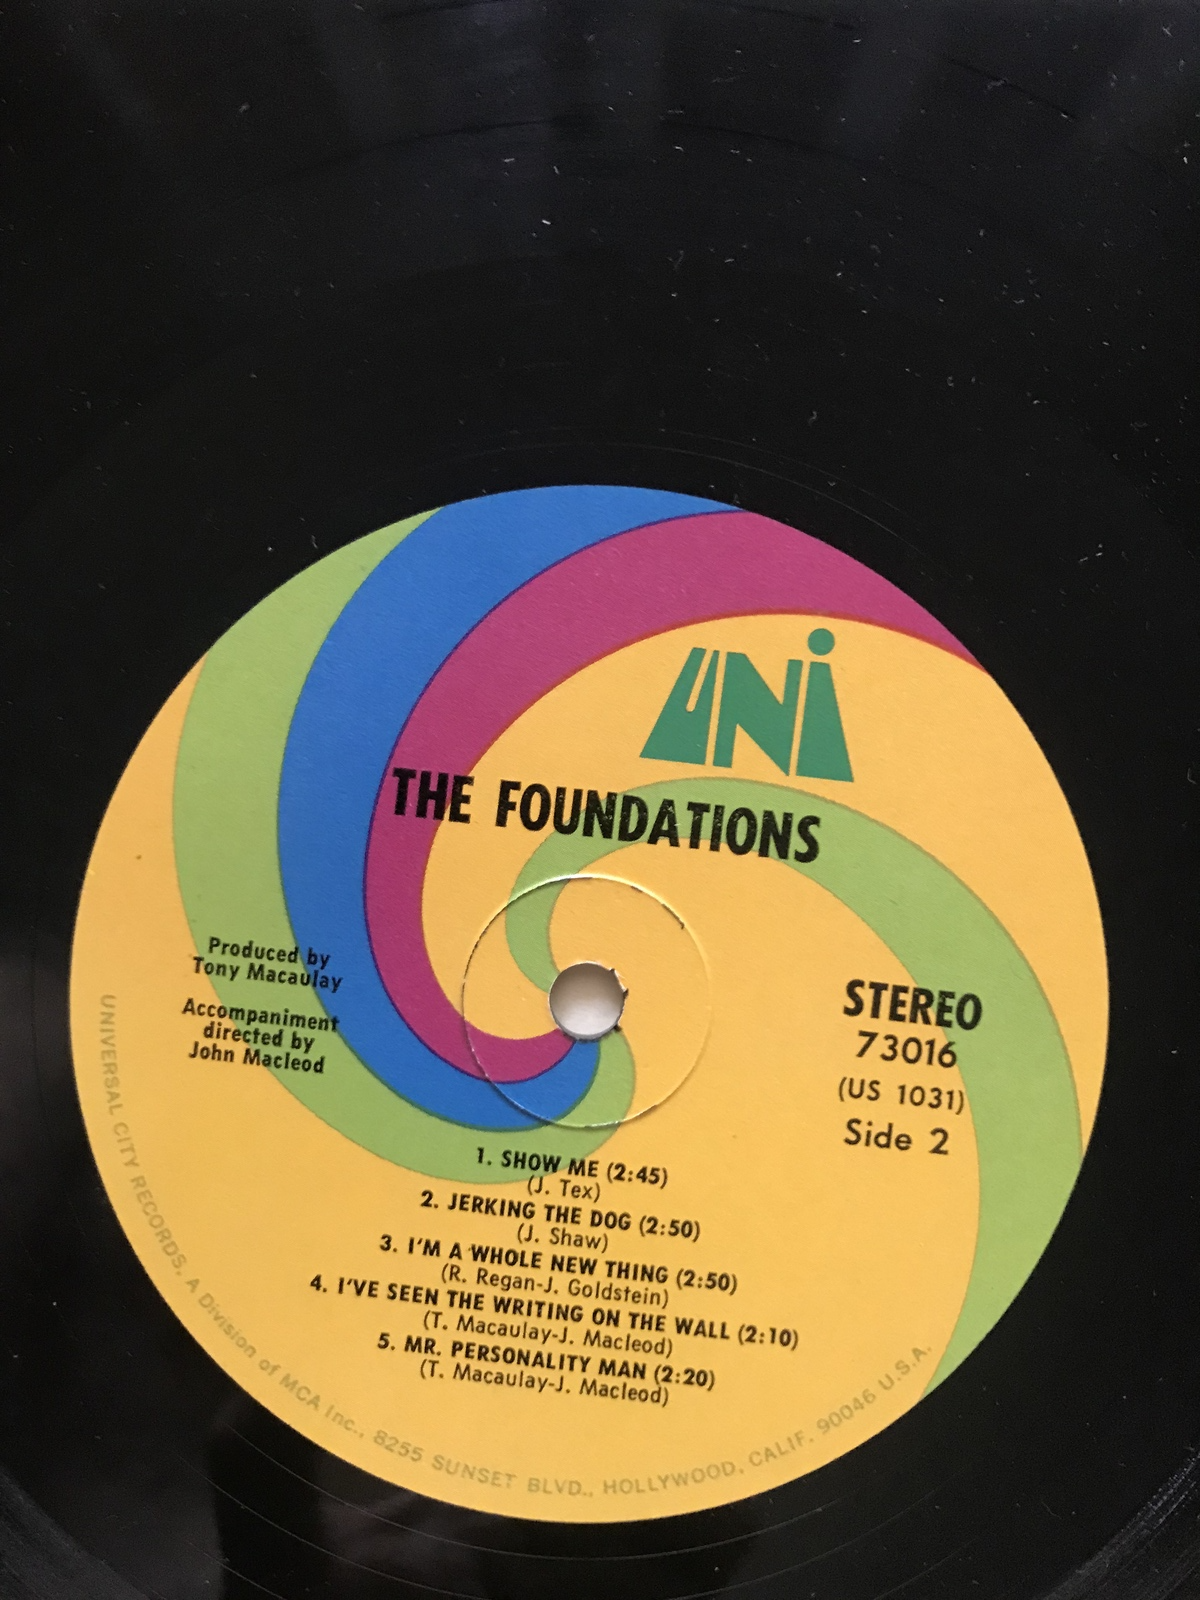 UNi
THE FOUNDATIONS
Produced by
Tony Macaulay
Accompaniment
directed by
John Macleod
STEREO
73016
(US 1031)
Side 2
1. SHOW ME (2:45)
(J. Tex)
2. JERKING THE DOG (2:50)
(J. Shaw)
3. I'M A WHOLE NEW THING (2:50)
(R. Regan-J. Goldstein)
4. I'VE SEEN THE WRITING ON THE WALL (2:10)
(T. Macaulay-J. Macleod)
5. MR. PERSONALITY MAN (2:20)
(T. Macaulay-J. Macleod)
UNIVERSAL CITY RECORDS, A Division of MCA Inc., 8255 SUNSET BLVD., HOLLYWOOD, CALIF. 90046 U.S.A.